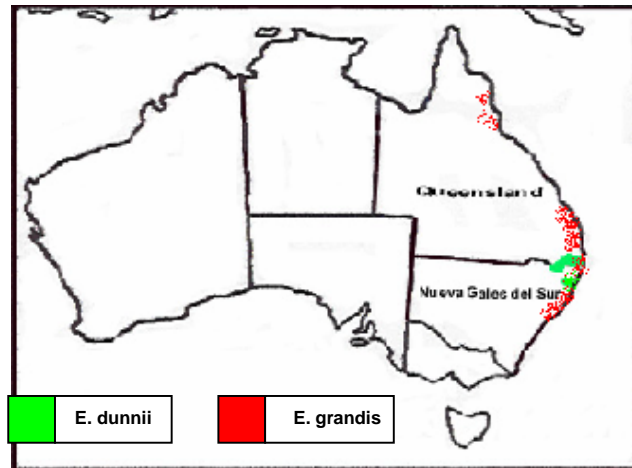 Queensland
Nueva Gales del Sur
E. dunnii
E. grandis